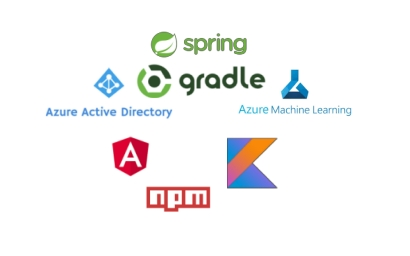 spring
gradle
Azure Active Directory
Azure Machine Learning
A
npm